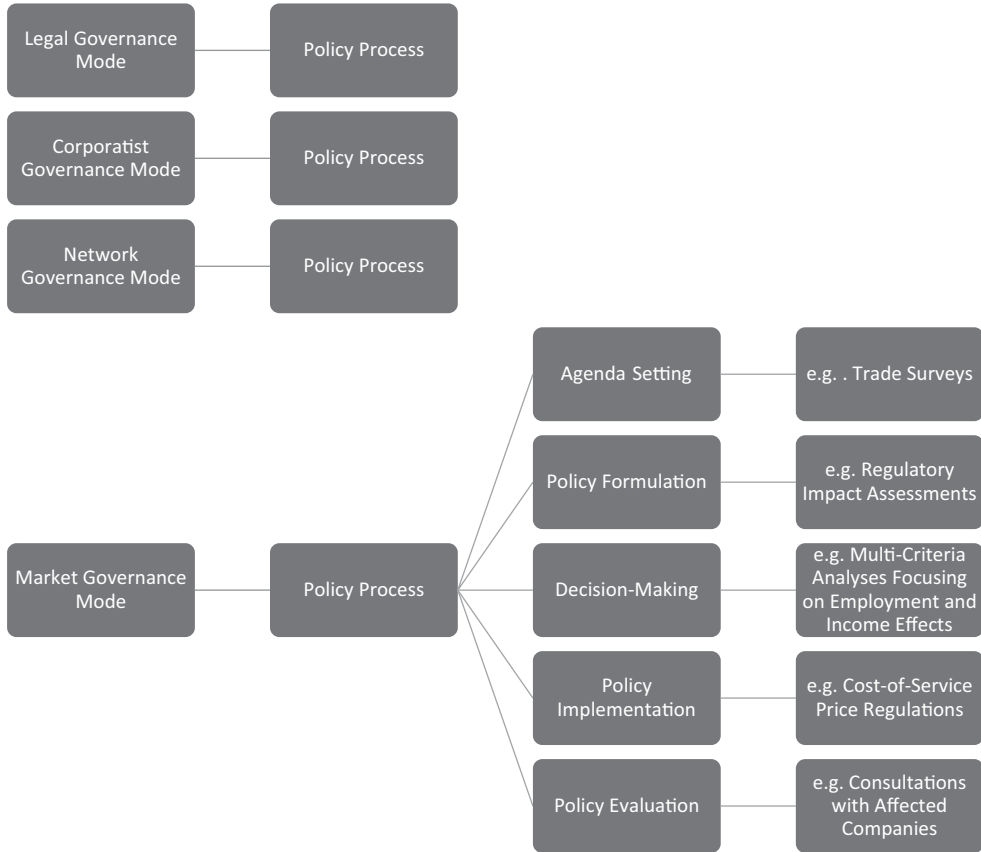 Legal Governance
Mode
Policy Process
Corporatist
Governance Mode
Policy Process
Network
Governance Mode
Policy Process
Market Governance
Mode
Policy Process
Agenda Setting
e.g. . Trade Surveys
Policy Formulation
e.g. Regulatory
Impact Assessments
Decision-Making
e.g. Multi-Criteria
Analyses Focusing
on Employment and
Income Effects
Policy
Implementation
e.g. Cost-of-Service
Price Regulations
Policy Evaluation
e.g. Consultations
with Affected
Companies